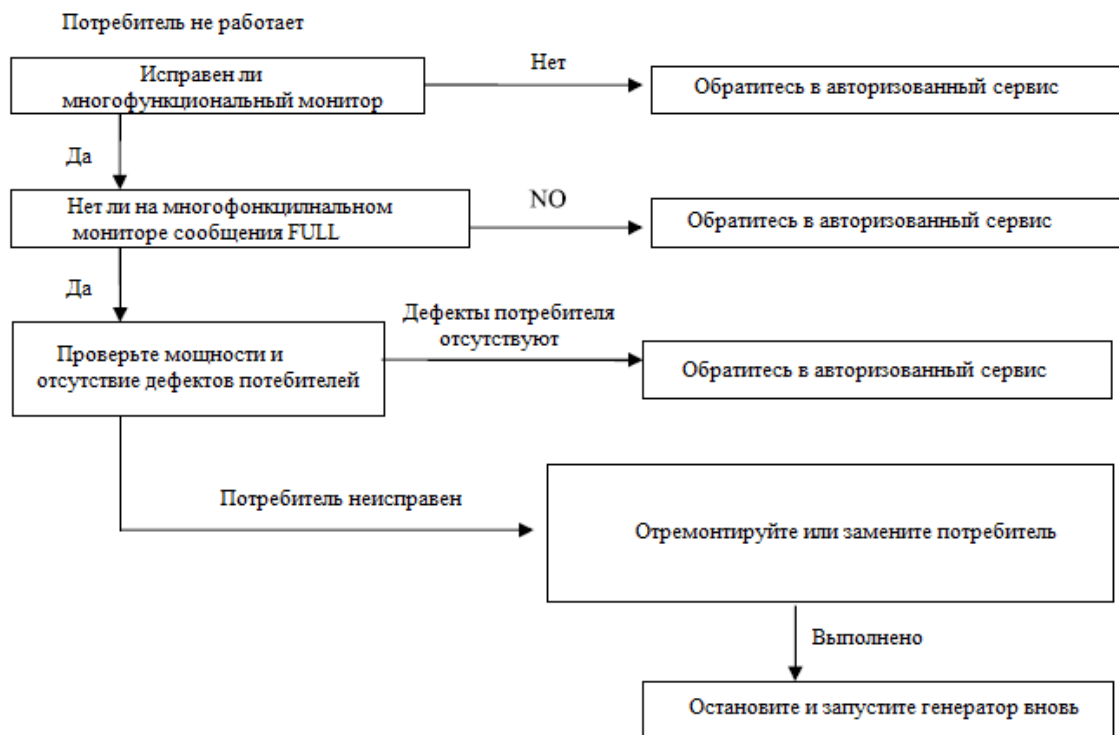 Потребитель не работает
Исправен ли
многофункциональный монитор
Нет
Обратитесь в авторизованный сервис
Да
Нет ли на многофонкцилнальном
мониторе сообщения FULL
NO
Обратитесь в авторизованный сервис
Да
Проверьте мощности и
отсутствие дефектов потебителей
Дефекты потребителя
отсутствуют
Обратитесь в авторизованный сервис
Потребитель неисправен
Отремонтируйте или замените потребитель
Выполнено
Остановите и запустите генератор вновь